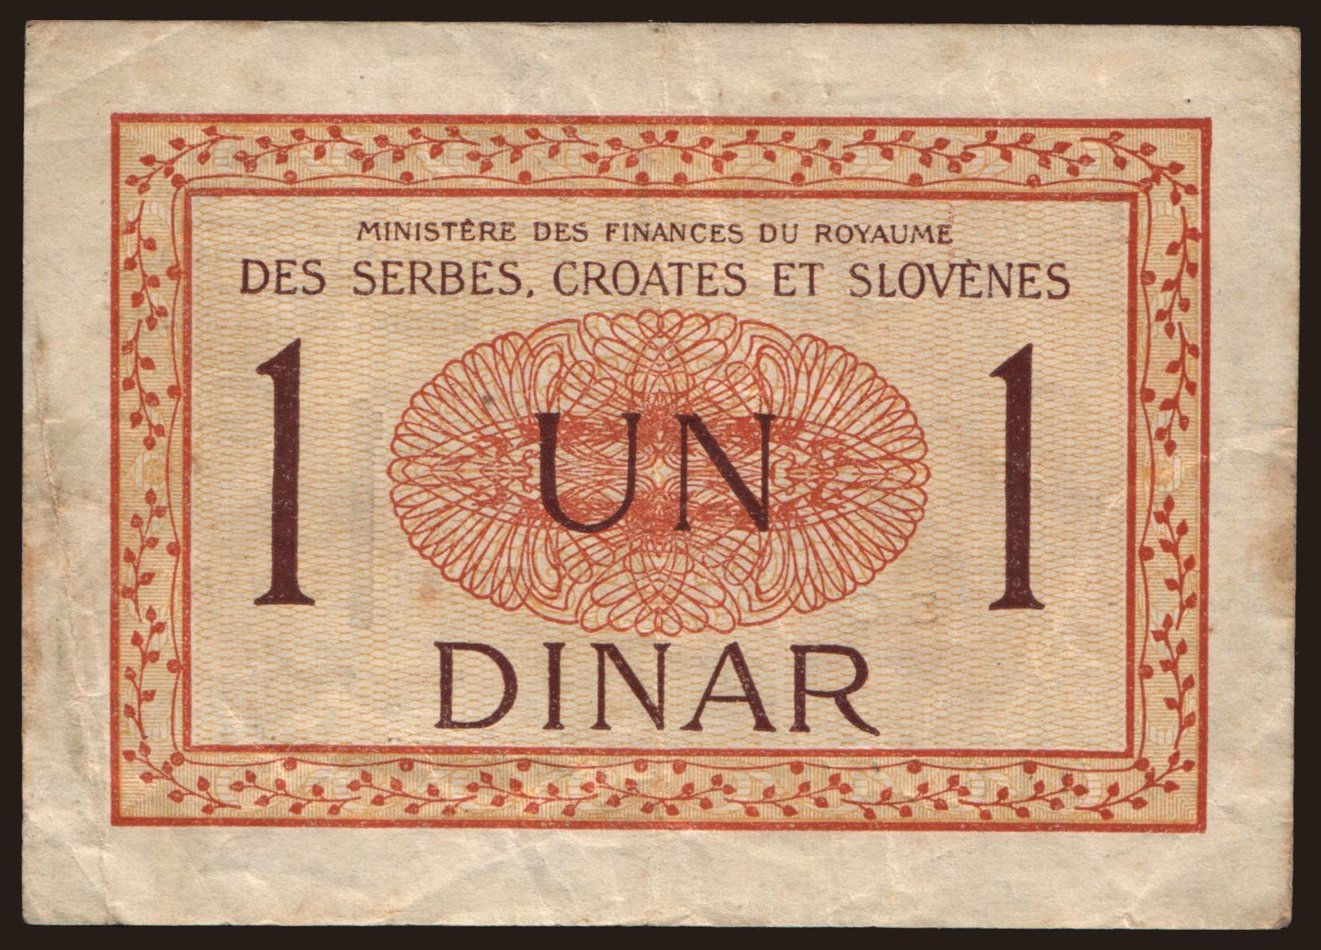 MINISTÈRE DES FINANCES DU ROYAUME
DES SERBES, CROATES ET SLOVÈNES
1 UN 1
DINAR